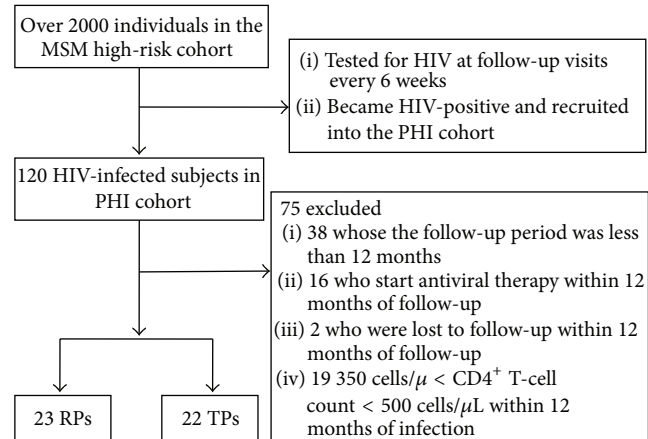 Over 2000 individuals in the
MSM high-risk cohort
(i) Tested for HIV at follow-up visits
every 6 weeks
(ii) Became HIV-positive and recruited
into the PHI cohort
120 HIV-infected subjects in
PHI cohort
75 excluded
(i) 38 whose the follow-up period was less
than 12 months
(ii) 16 who start antiviral therapy within 12
months of follow-up
(iii) 2 who were lost to follow-up within 12
months of follow-up
(iv) 19 350 cells/μ < CD4⁺ T-cell
count < 500 cells/μL within 12
months of infection
23 RPs
22 TPs